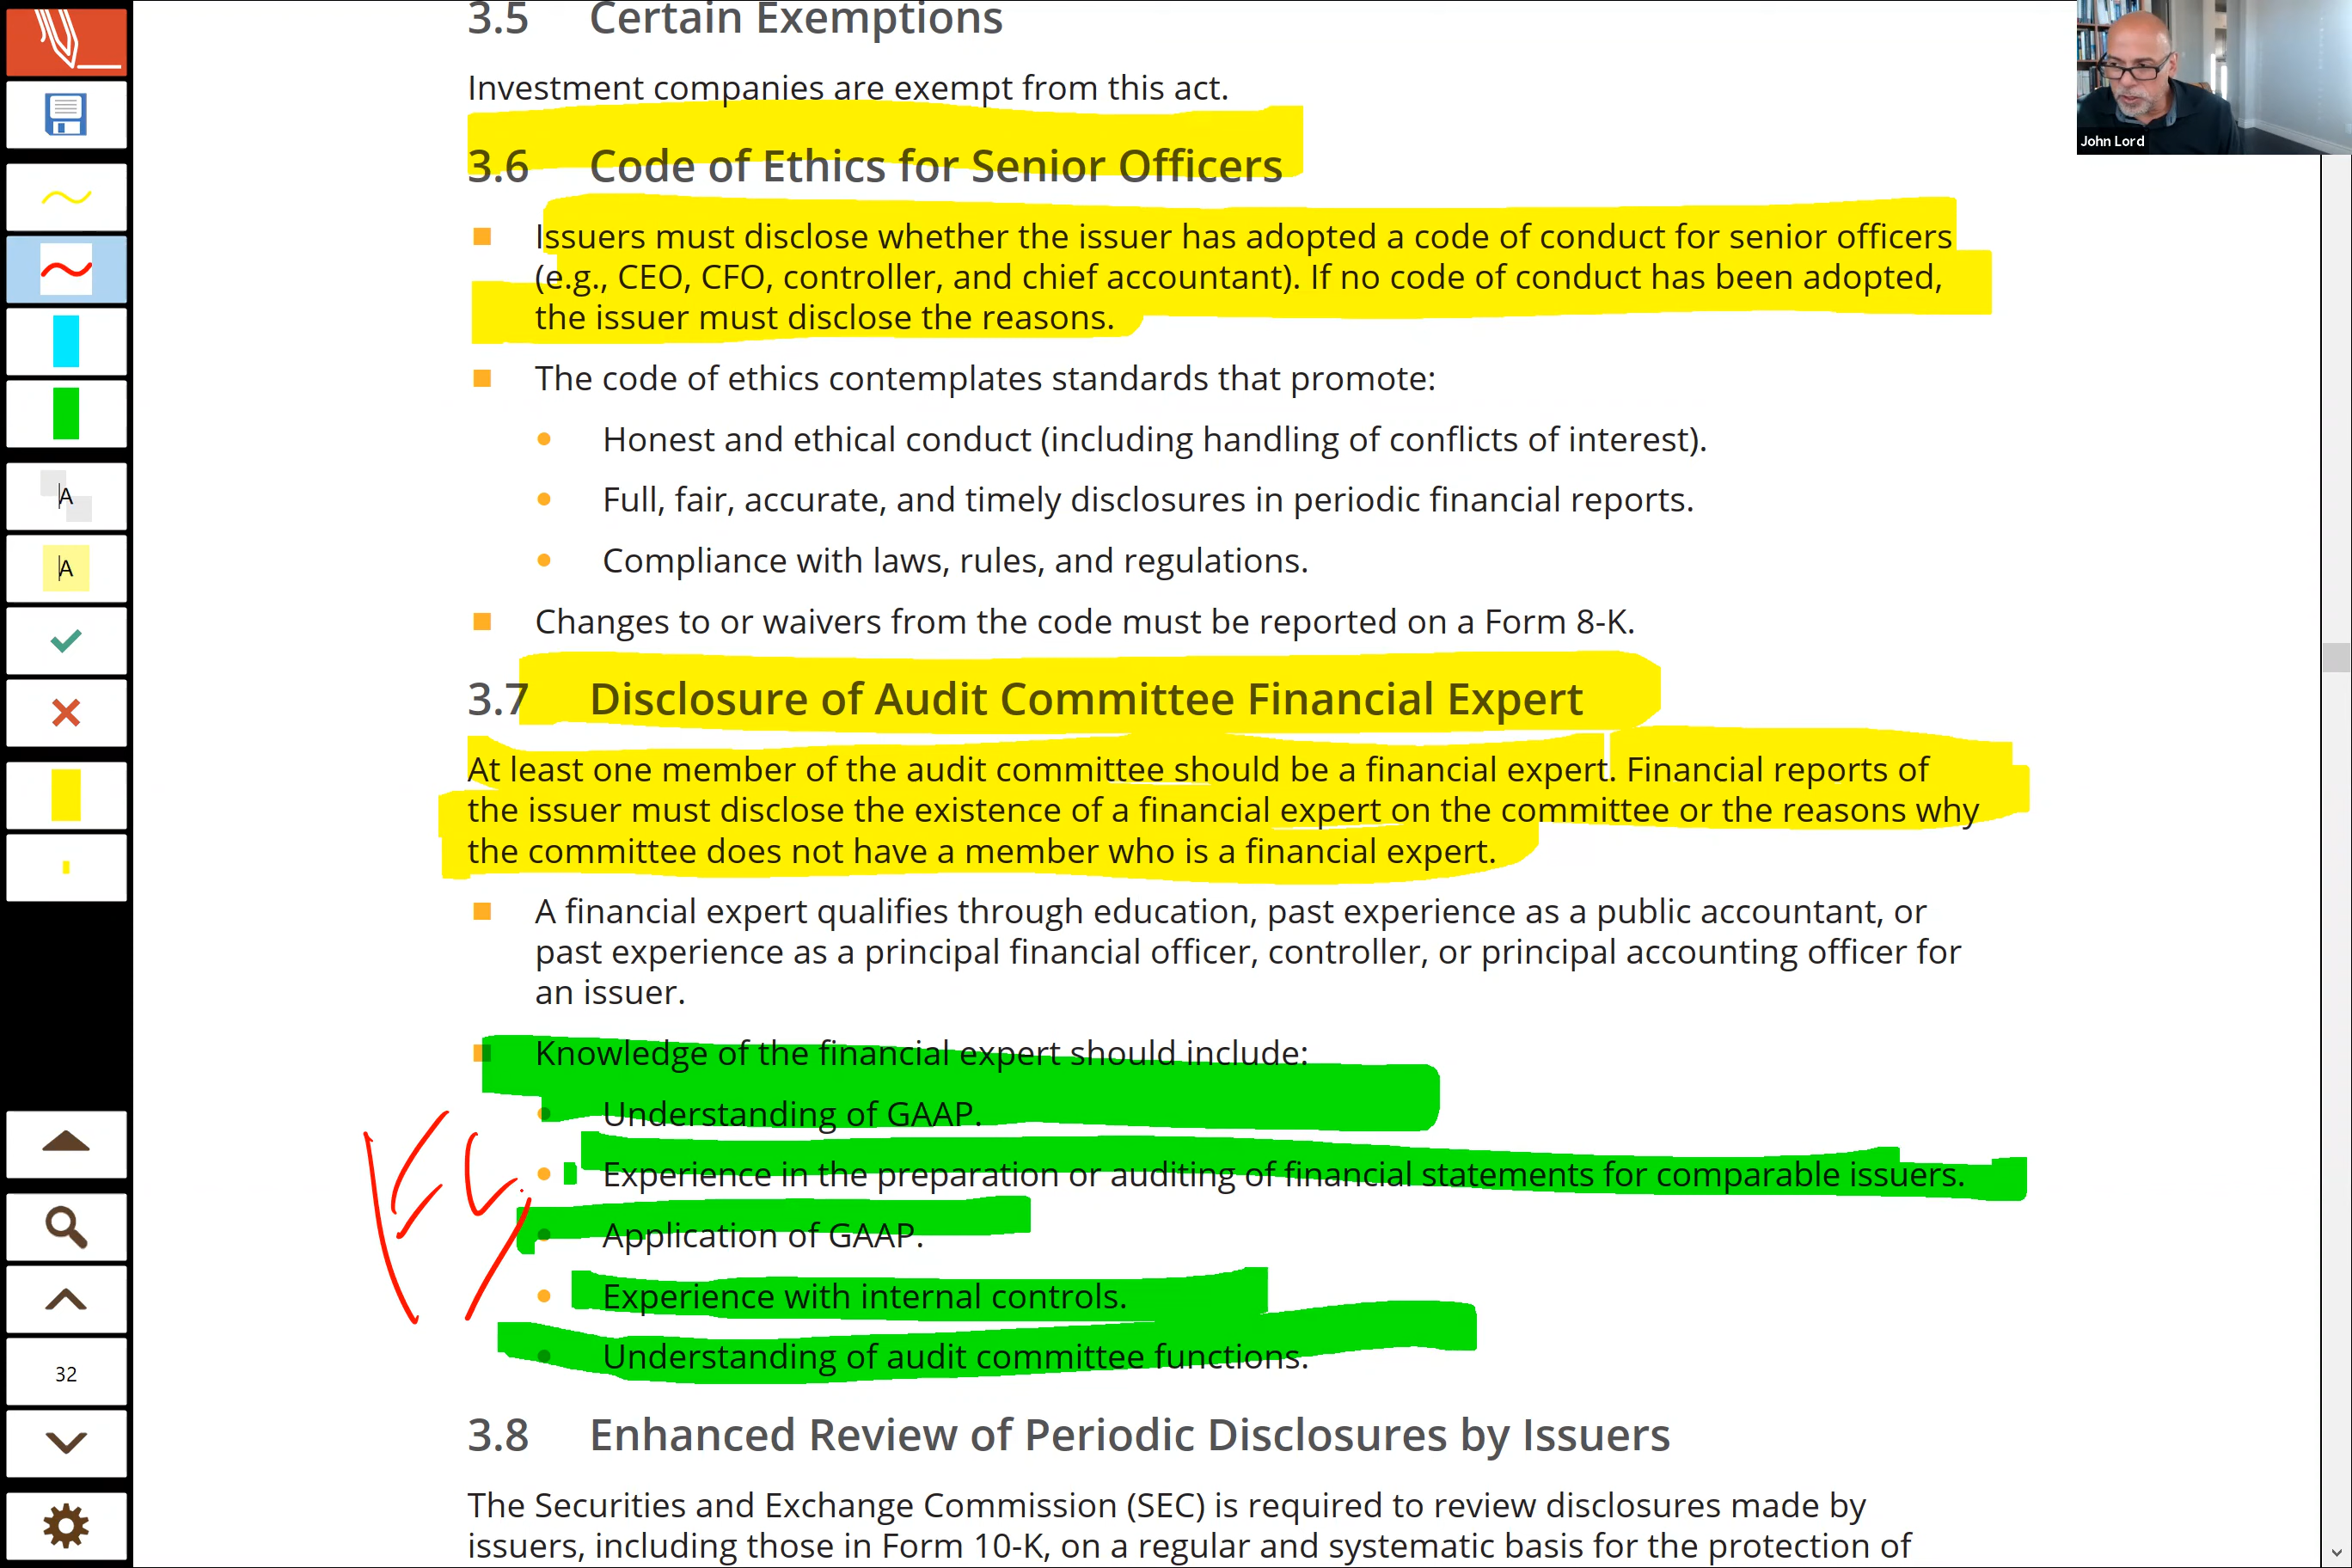 3.5 Certain Exemptions
John Lord
Investment companies are exempt from this act.
3.6 Code of Ethics for Senior Officers
Issuers must disclose whether the issuer has adopted a code of conduct for senior officers
(e.g., CEO, CFO, controller, and chief accountant). If no code of conduct has been adopted,
the issuer must disclose the reasons.
The code of ethics contemplates standards that promote:
Honest and ethical conduct (including handling of conflicts of interest).
Full, fair, accurate, and timely disclosures in periodic financial reports.
Compliance with laws, rules, and regulations.
Changes to or waivers from the code must be reported on a Form 8-K.
3.7 Disclosure of Audit Committee Financial Expert
At least one member of the audit committee should be a financial expert. Financial reports of
the issuer must disclose the existence of a financial expert on the committee or the reasons why
the committee does not have a member who is a financial expert.
A financial expert qualifies through education, past experience as a public accountant, or
past experience as a principal financial officer, controller, or principal accounting officer for
an issuer.
Knowledge of the financial expert should include:
Understanding of GAAP.
Experience in the preparation or auditing of financial statements for comparable issuers.
Application of GAAP.
Experience with internal controls.
Understanding of audit committee functions.
3.8 Enhanced Review of Periodic Disclosures by Issuers
The Securities and Exchange Commission (SEC) is required to review disclosures made by
issuers, including those in Form 10-K, on a regular and systematic basis for the protection of
A
A
32